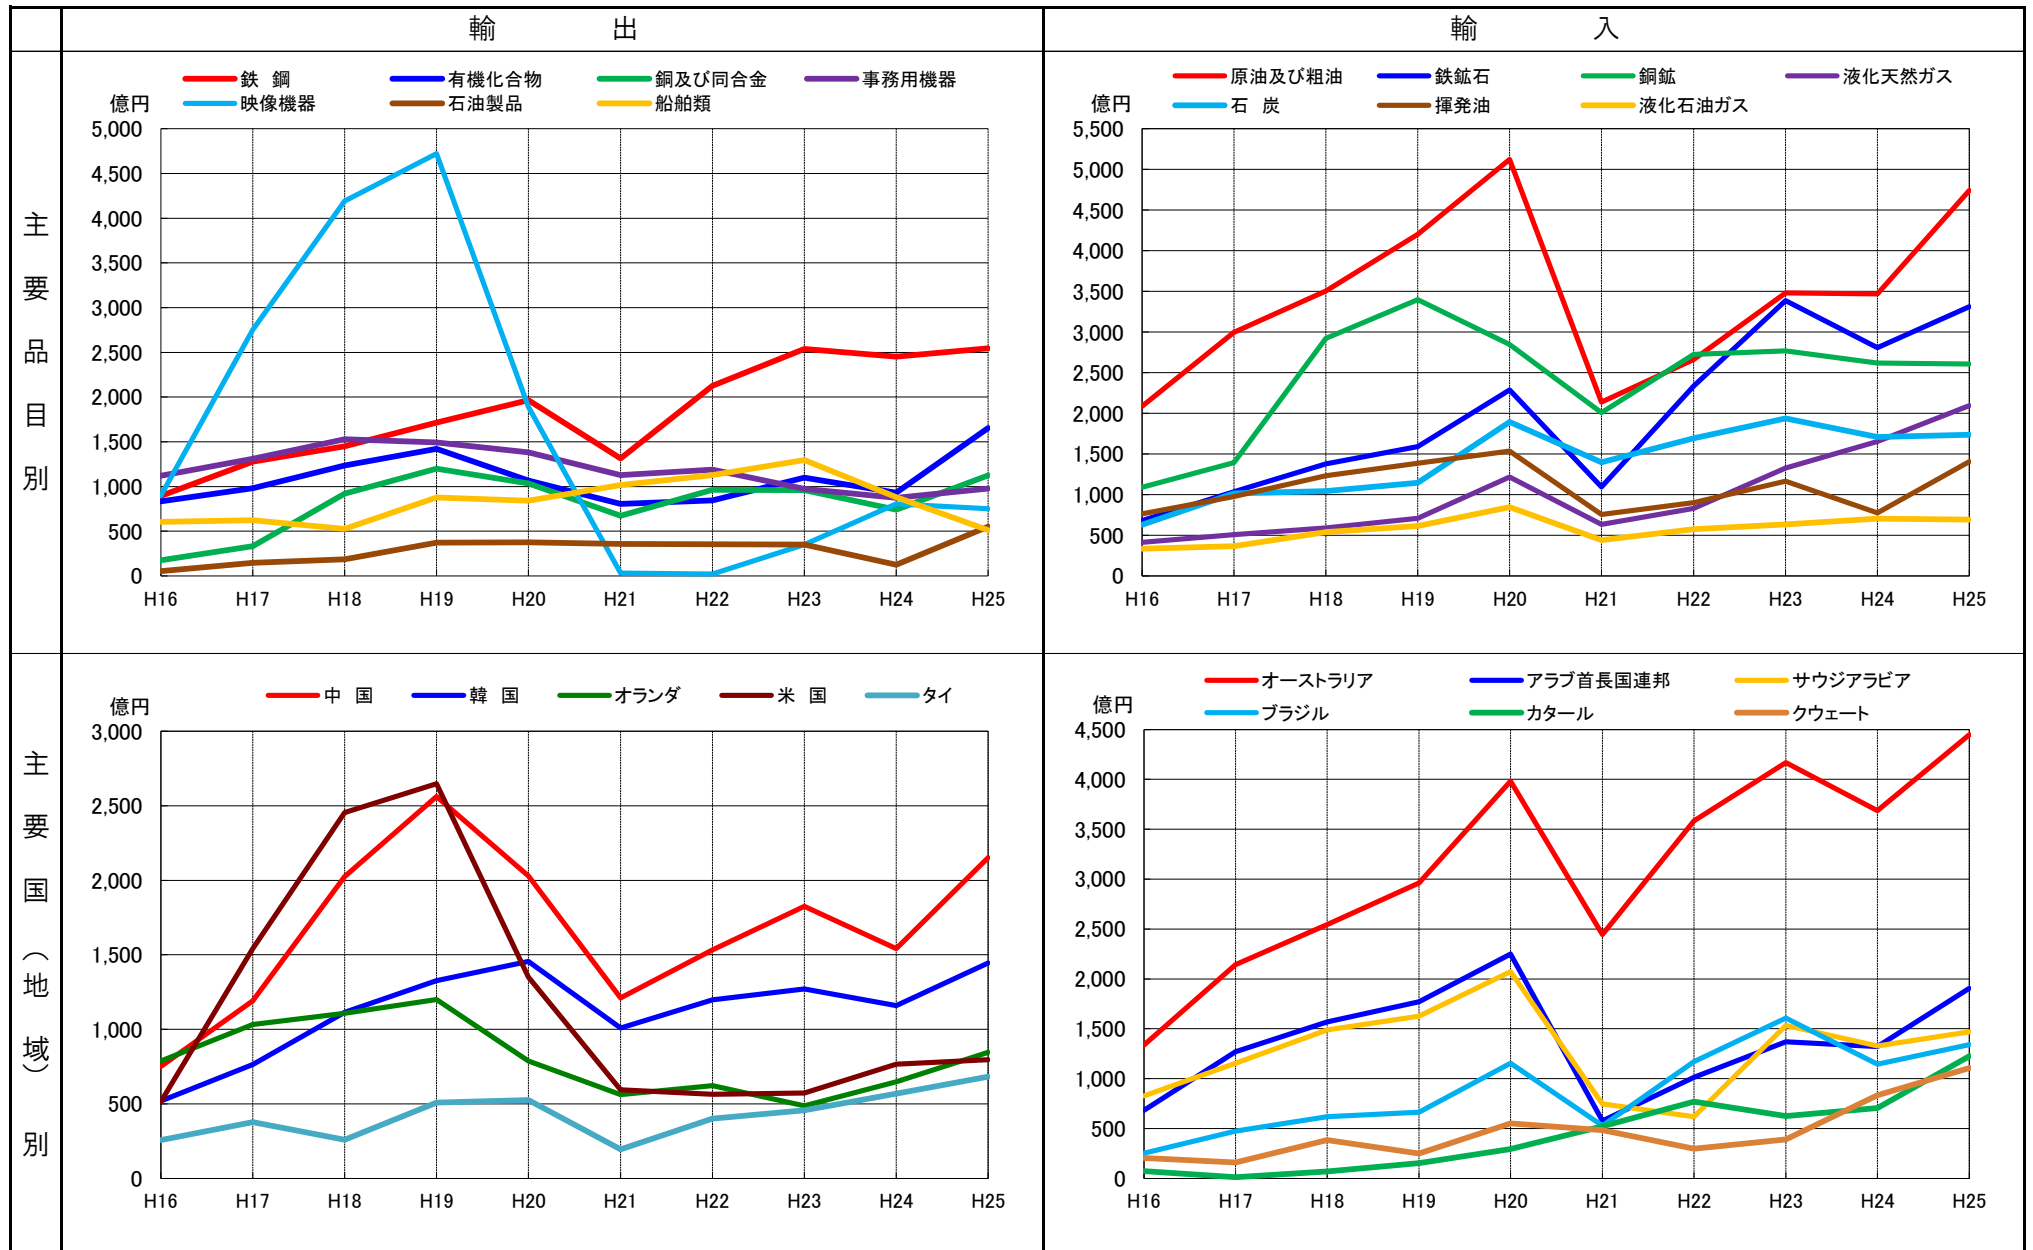 輸 出
輸 入
主要品目別
鉄 鋼 有機化合物 銅及び同合金 事務用機器
映像機器 石油製品 船舶類
億円
5,000
4,500
4,000
3,500
3,000
2,500
2,000
1,500
1,000
500
0
H16 H17 H18 H19 H20 H21 H22 H23 H24 H25
原油及び粗油 鉄鉱石 銅鉱 液化天然ガス
石 炭 揮発油 液化石油ガス
億円
5,500
5,000
4,500
4,000
3,500
3,000
2,500
2,000
1,500
1,000
500
0
H16 H17 H18 H19 H20 H21 H22 H23 H24 H25
主要国(地域)別
中 国 韓 国 オランダ 米 国 タイ
億円
3,000
2,500
2,000
1,500
1,000
500
0
H16 H17 H18 H19 H20 H21 H22 H23 H24 H25
オーストラリア アラブ首長国連邦 サウジアラビア
ブラジル カタール クウェート
億円
4,500
4,000
3,500
3,000
2,500
2,000
1,500
1,000
500
0
H16 H17 H18 H19 H20 H21 H22 H23 H24 H25